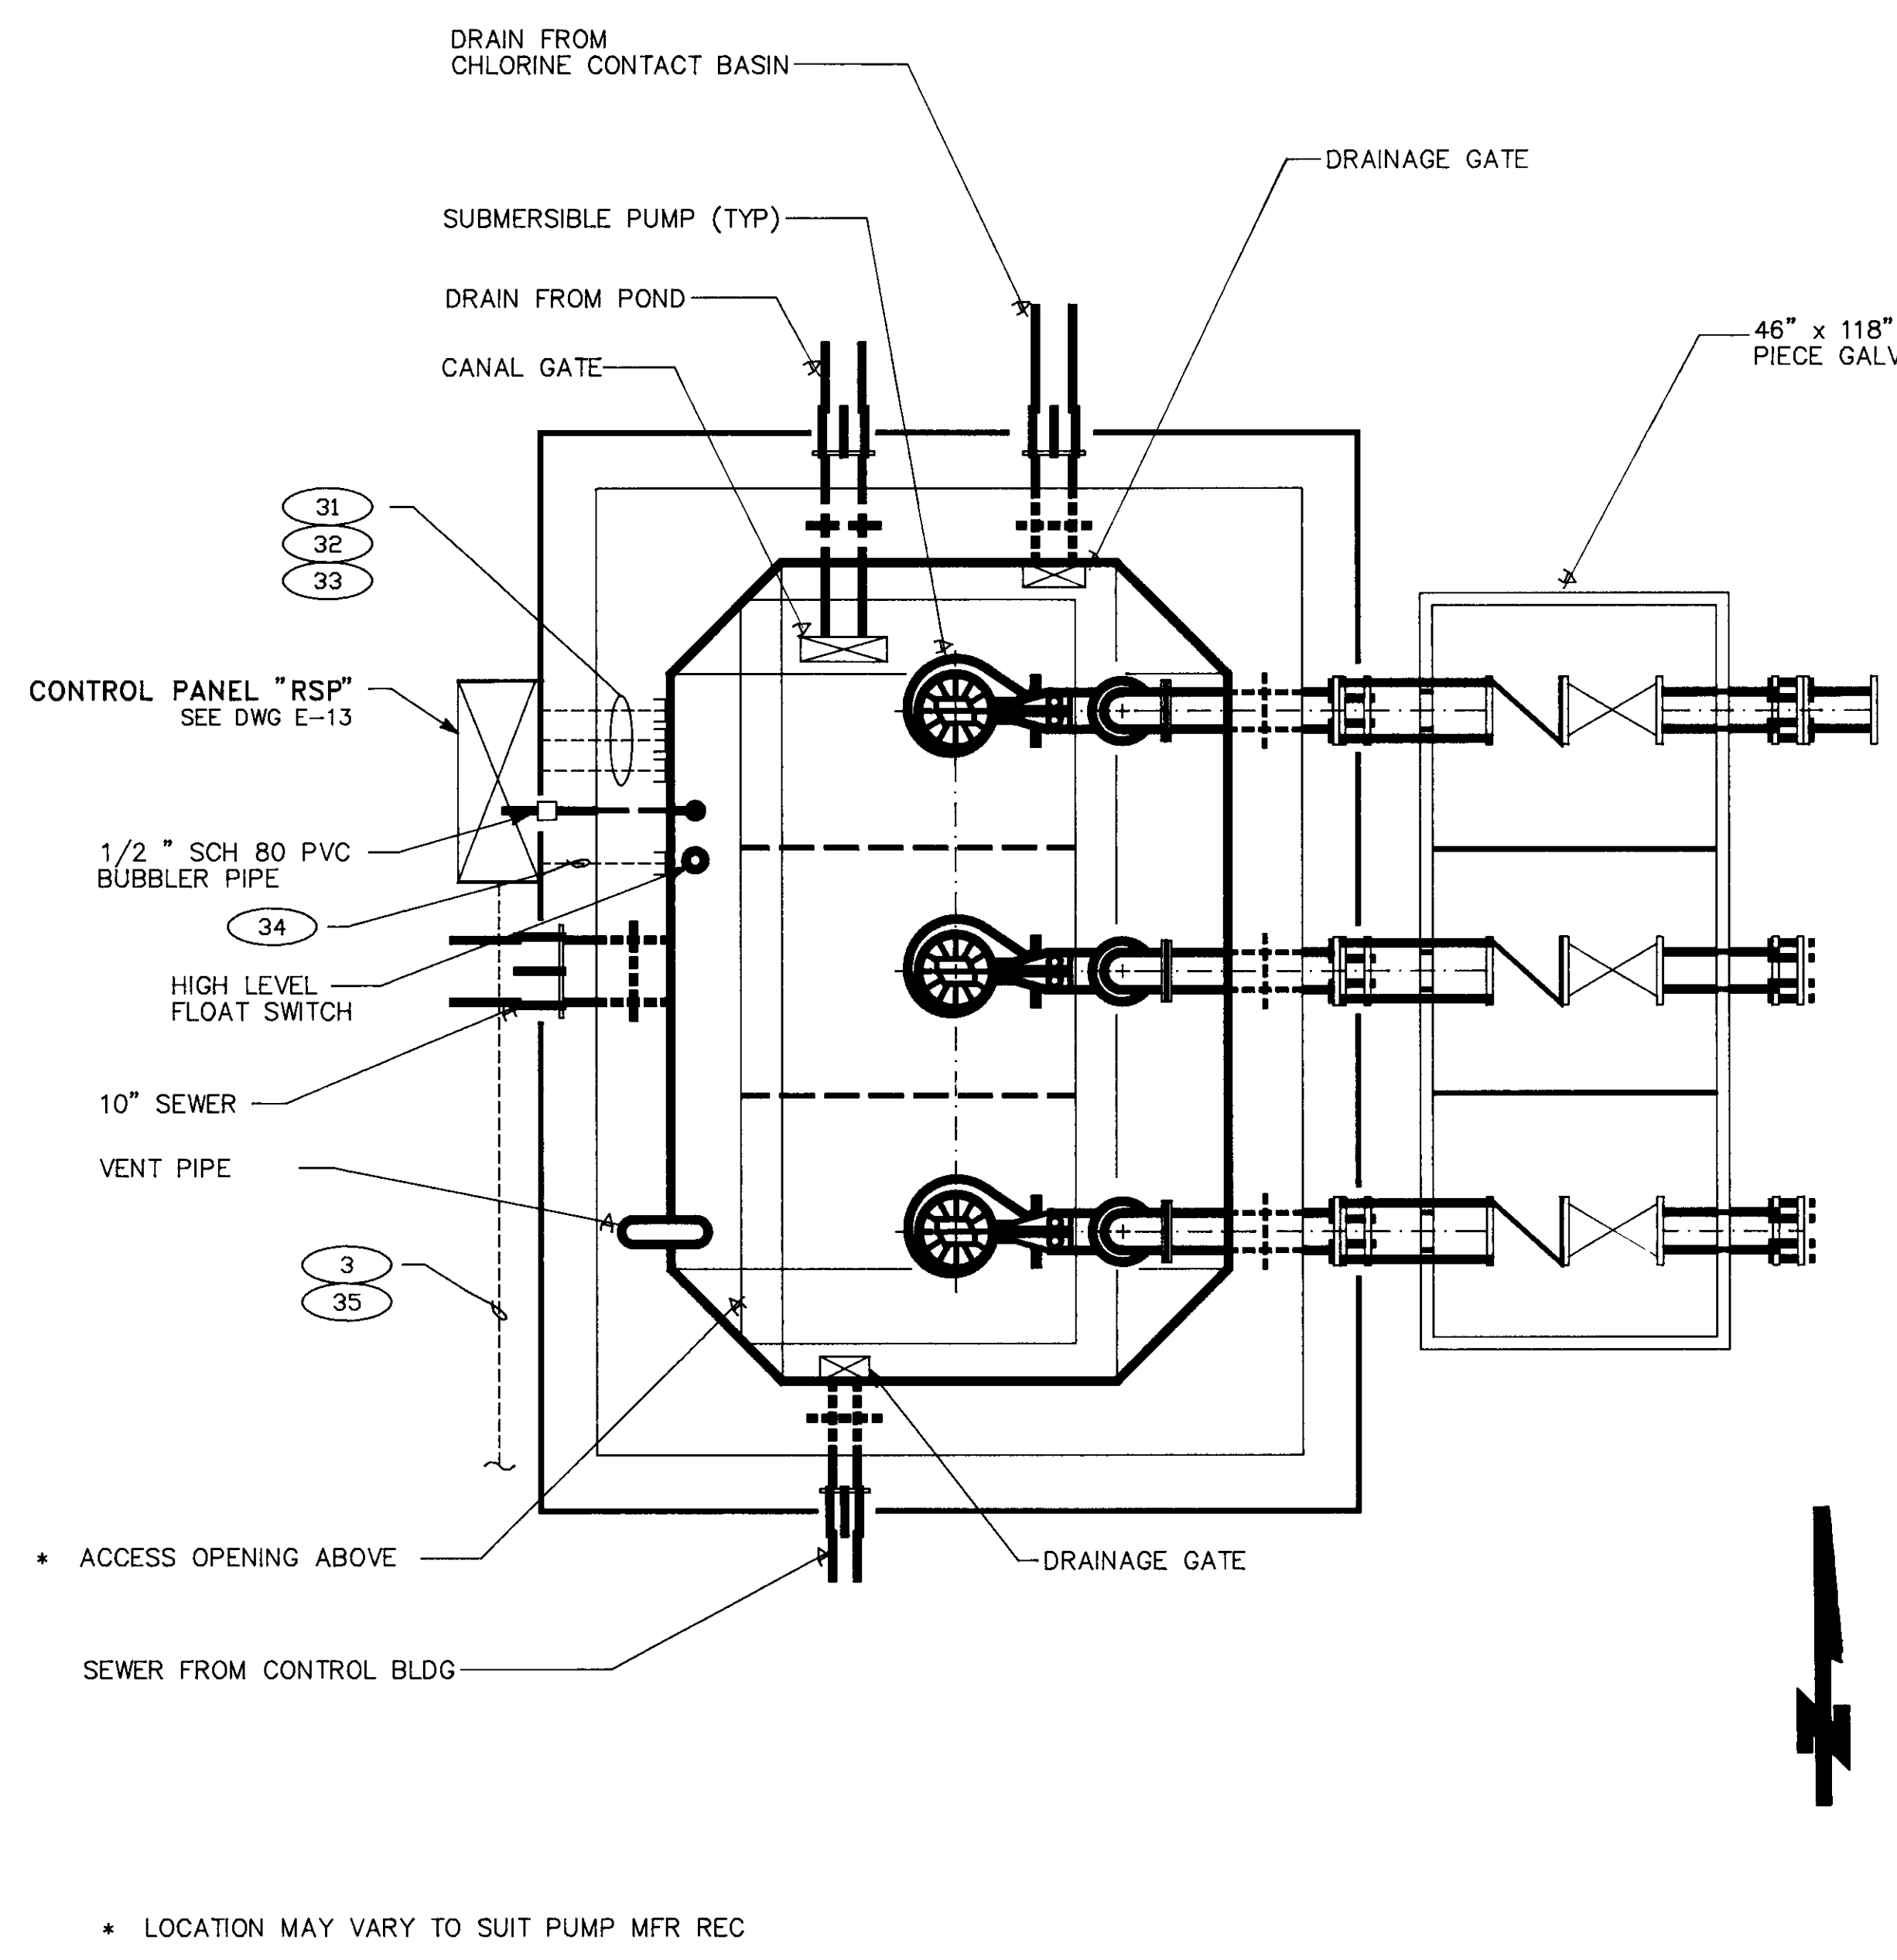 DRAIN FROM
CHLORINE CONTACT BASIN
DRAINAGE GATE
SUBMERSIBLE PUMP (TYP)
DRAIN FROM POND
46" x 118"
PIECE GALV
CANAL GATE
31
32
33
CONTROL PANEL "RSP"
SEE DWG E-13
1/2 " SCH 80 PVC
BUBBLER PIPE
34
HIGH LEVEL
FLOAT SWITCH
10" SEWER
VENT PIPE
3
35
* ACCESS OPENING ABOVE
DRAINAGE GATE
SEWER FROM CONTROL BLDG
* LOCATION MAY VARY TO SUIT PUMP MFR REC